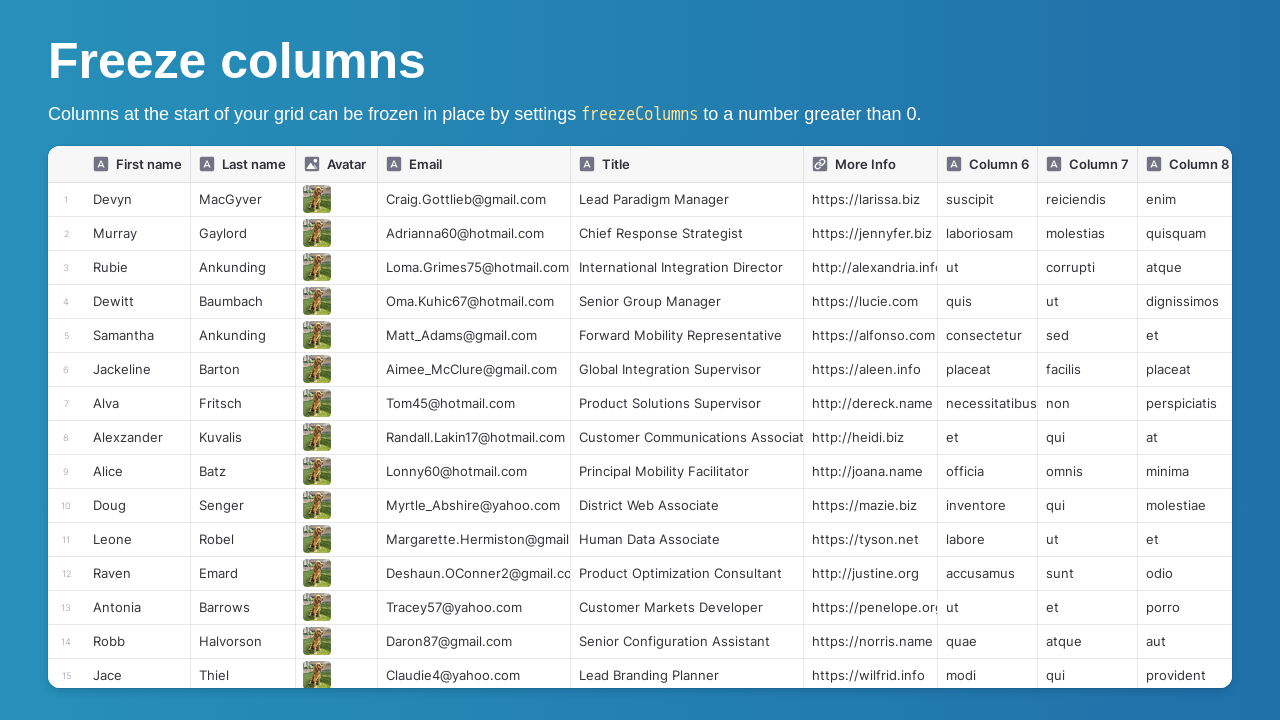 Freeze columns
Columns at the start of your grid can be frozen in place by settings freezeColumns to a number greater than 0.
First name Last name Avatar Email Title More Info Column 6 Column 7 Column 8
1 Devyn MacGyver Craig.Gottlieb@gmail.com Lead Paradigm Manager https://larissa.biz suscipit reiciendis enim
2 Murray Gaylord Adrianna60@hotmail.com Chief Response Strategist https://jennyfer.biz laboriosam molestias quisquam
3 Rubie Ankunding Loma.Grimes75@hotmail.com International Integration Director http://alexandria.info ut corrupti atque
4 Dewitt Baumbach Oma.Kuhic67@hotmail.com Senior Group Manager https://lucie.com quis ut dignissimos
5 Samantha Ankunding Matt_Adams@gmail.com Forward Mobility Representative https://alfonso.com consectetur sed et
6 Jackeline Barton Aimee_McClure@gmail.com Global Integration Supervisor https://aleen.info placeat facilis placeat
7 Alva Fritsch Tom45@hotmail.com Product Solutions Supervisor http://dereck.name necessitatibus non perspiciatis
8 Alexzander Kuvalis Randall.Lakin17@hotmail.com Customer Communications Associat http://heidi.biz et qui at
9 Alice Batz Lonny60@hotmail.com Principal Mobility Facilitator http://joana.name officia omnis minima
10 Doug Senger Myrtle_Abshire@yahoo.com District Web Associate https://mazie.biz inventore qui molestiae
11 Leone Robel Margarette.Hermiston@gmail Human Data Associate https://tyson.net labore ut et
12 Raven Emard Deshaun.OConner2@gmail.co Product Optimization Consultant http://justine.org accusamus sunt odio
13 Antonia Barrows Tracey57@yahoo.com Customer Markets Developer https://penelope.org ut et porro
14 Robb Halvorson Daron87@gmail.com Senior Configuration Assistant https://norris.name quae atque aut
15 Jace Thiel Claudie4@yahoo.com Lead Branding Planner https://wilfrid.info modi qui provident